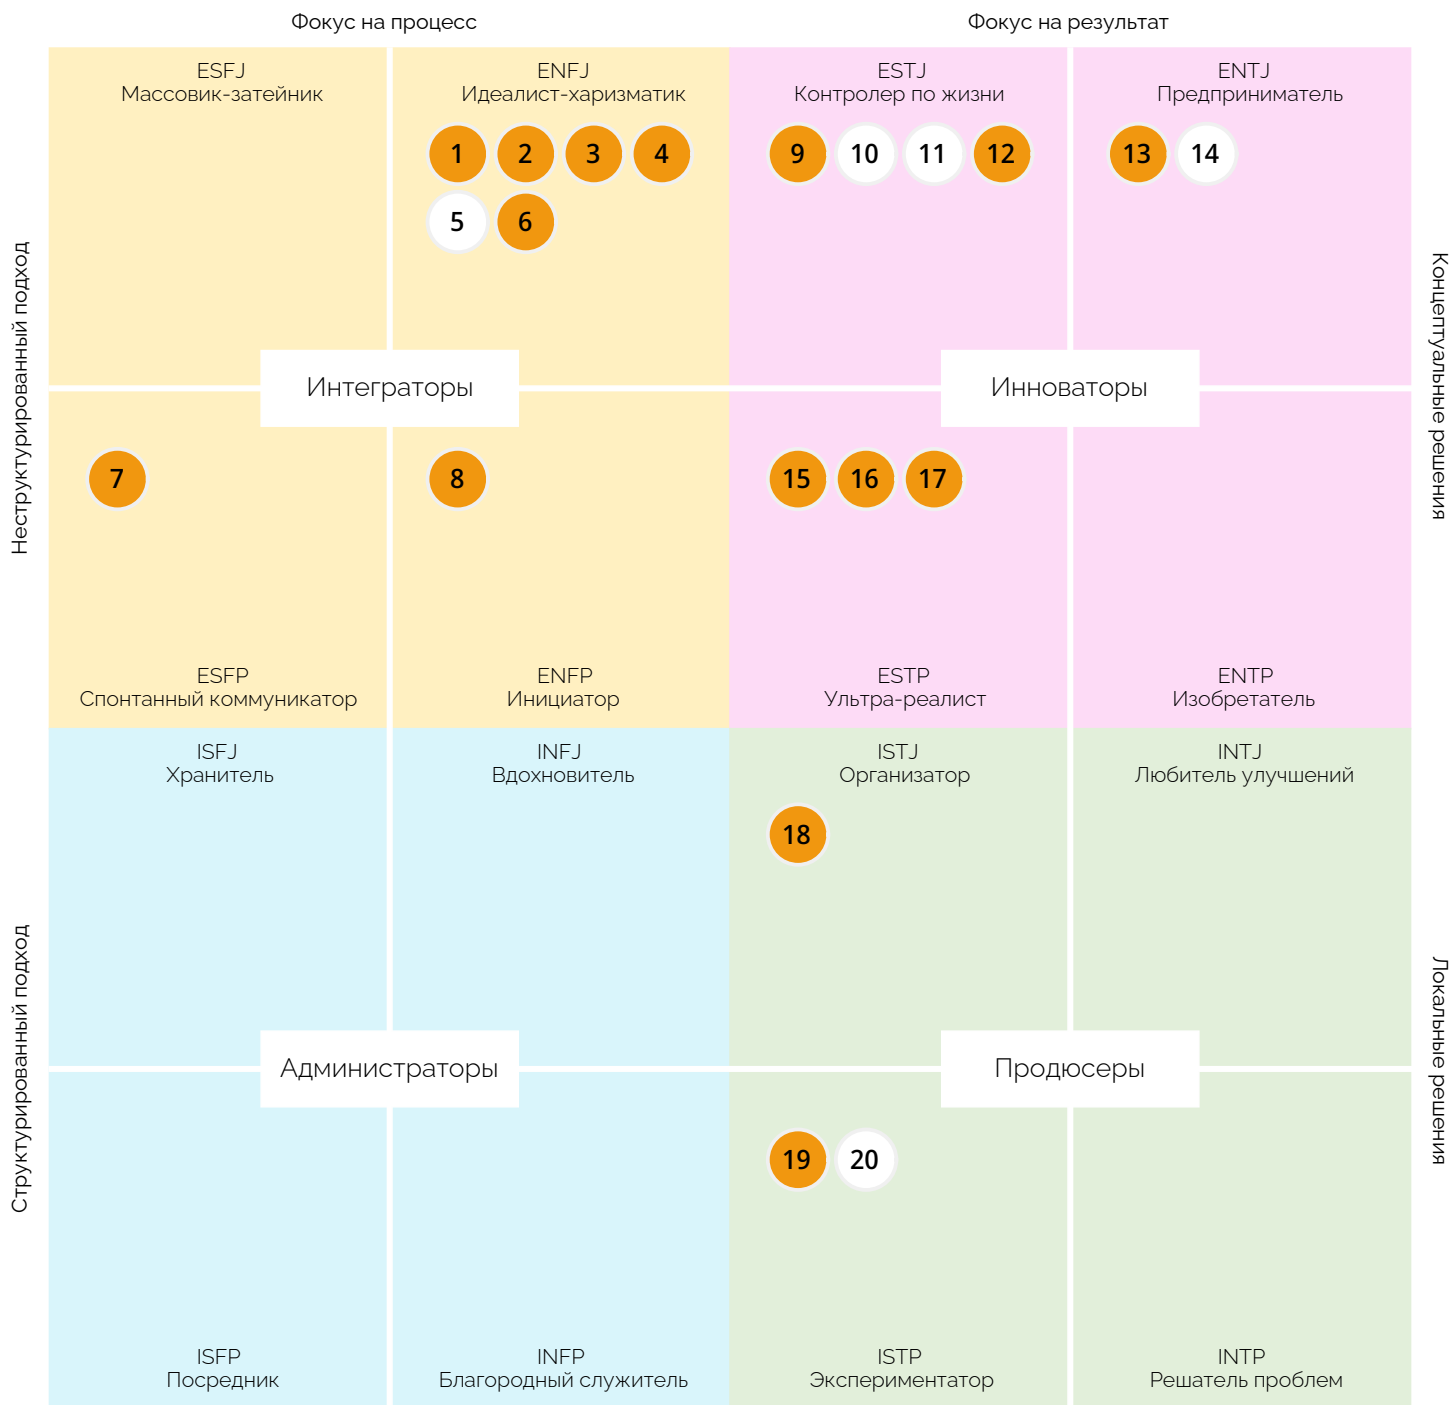 Фокус на процесс
Фокус на результат
ESFJ
Массовик-затейник
ENFJ
Идеалист-харизматик
ESTJ
Контролер по жизни
ENTJ
Предприниматель
1 2 3 4
9 10 11 12
13 14
5 6
Неструктурированный подход
Концептуальные решения
Интеграторы
Инноваторы
7
8
15 16 17
ESFP
Спонтанный коммуникатор
ENFP
Инициатор
ESTP
Ультра-реалист
ENTP
Изобретатель
ISFJ
Хранитель
INFJ
Вдохновитель
ISTJ
Организатор
INTJ
Любитель улучшений
18
Структурированный подход
Локальные решения
Администраторы
Продюсеры
19 20
ISFP
Посредник
INFP
Благородный служитель
ISTP
Экспериментатор
INTP
Решатель проблем